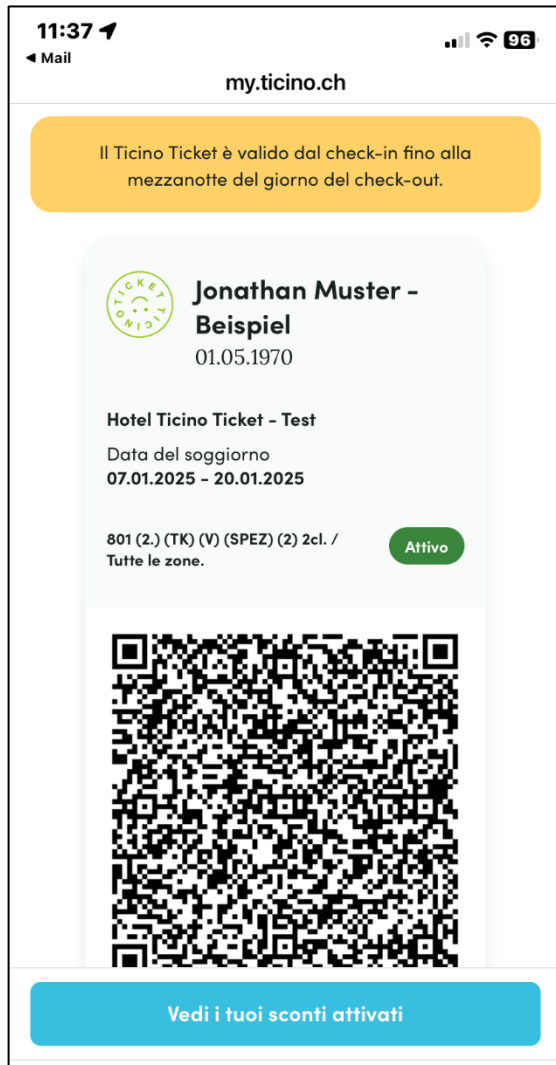 11:37
96
◀ Mail
my.ticino.ch
Il Ticino Ticket è valido dal check-in fino alla
mezzanotte del giorno del check-out.
TICKET TICINO
Jonathan Muster -
Beispiel
01.05.1970
Hotel Ticino Ticket - Test
Data del soggiorno
07.01.2025 - 20.01.2025
801 (2.) (TK) (V) (SPEZ) (2) 2cl. /
Tutte le zone.
Attivo
Vedi i tuoi sconti attivati